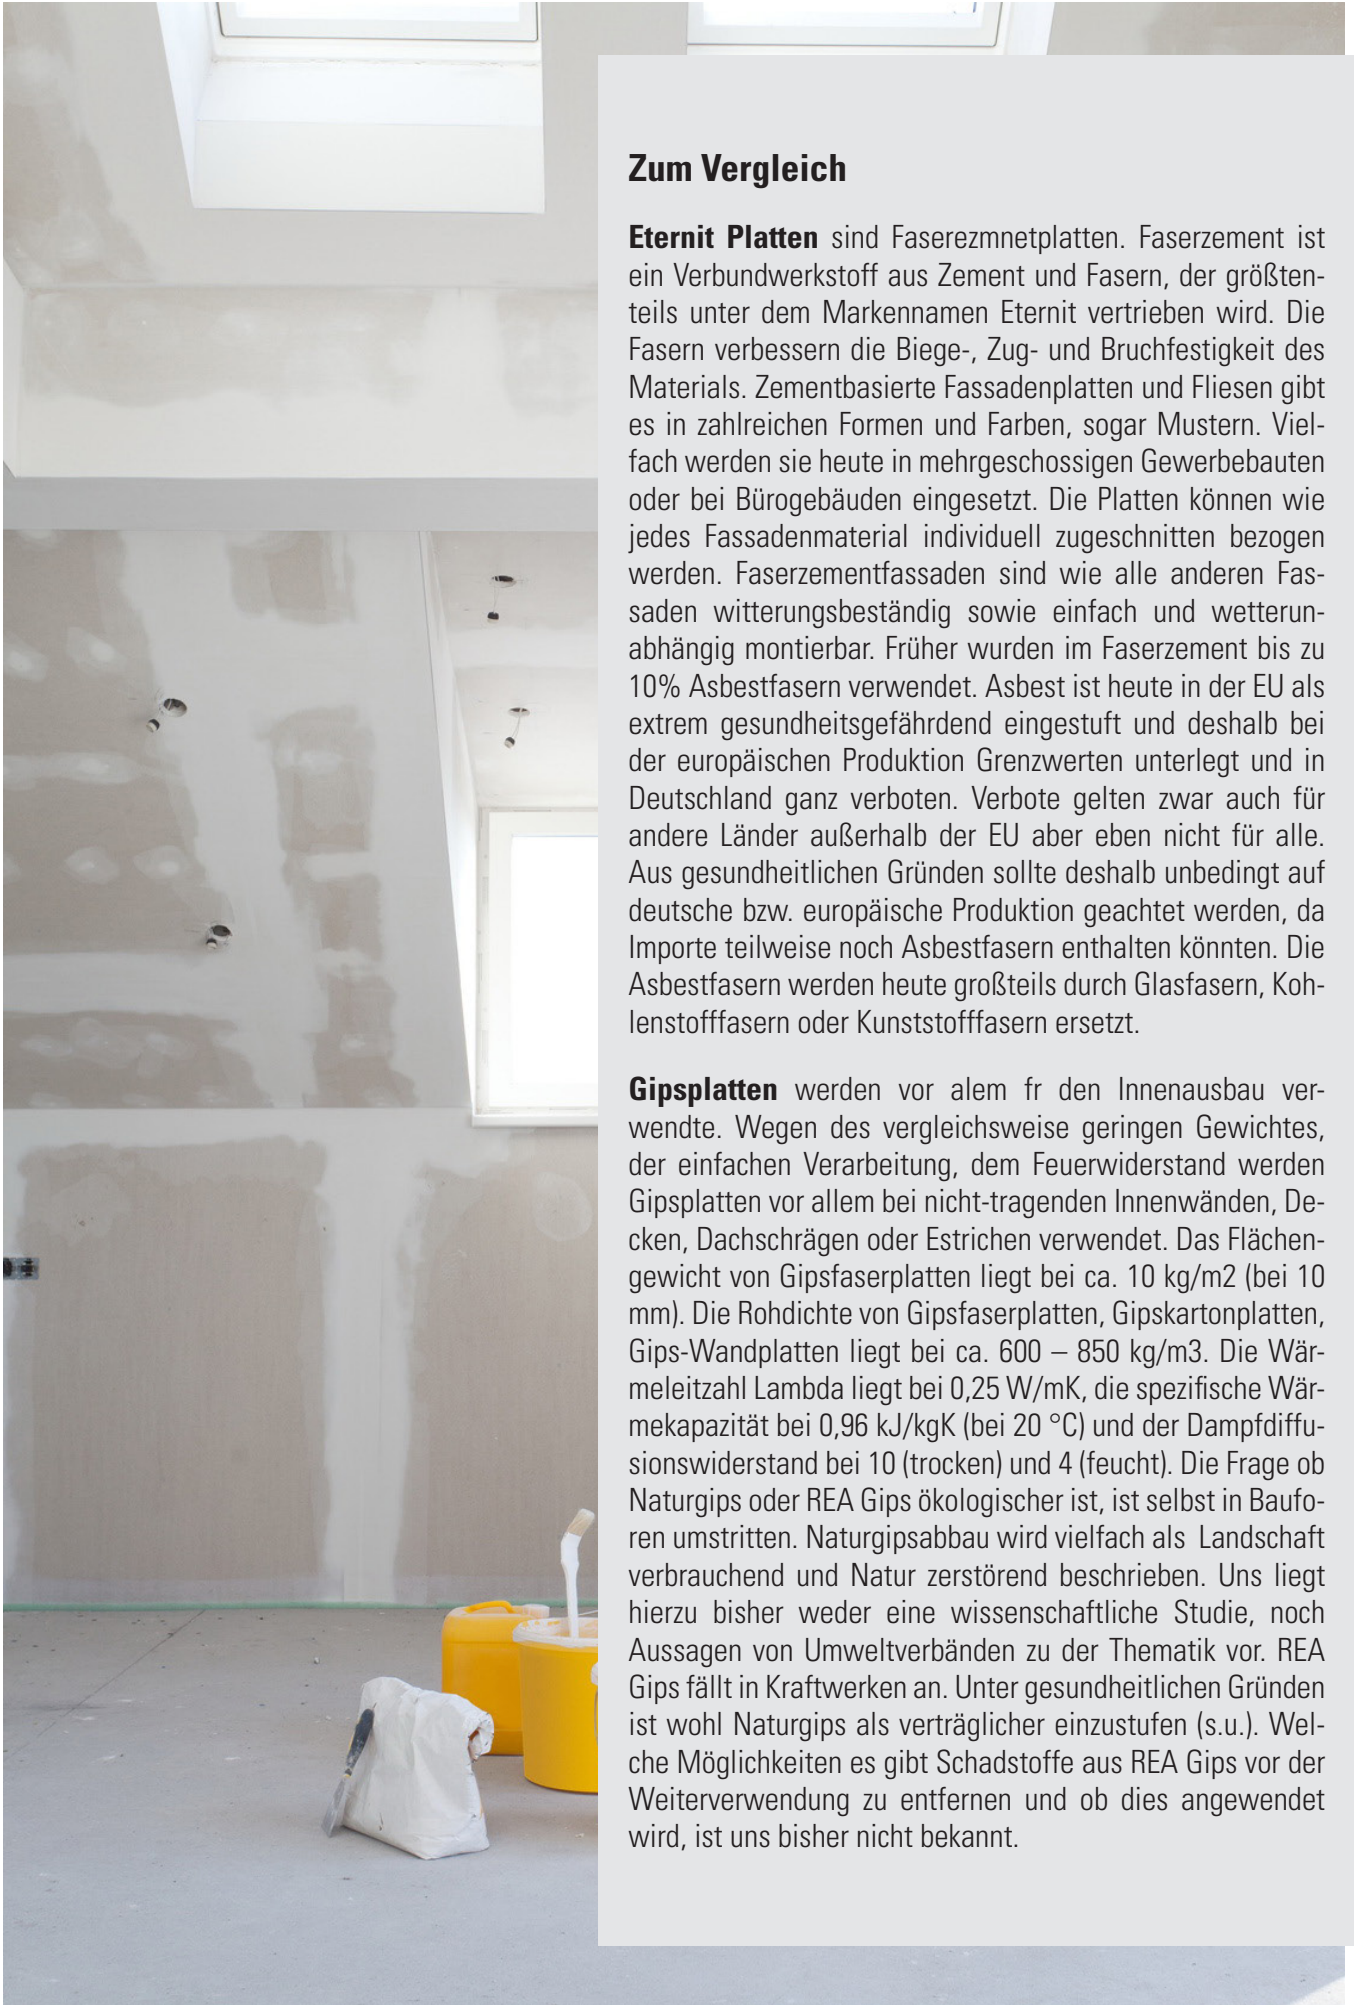 Zum Vergleich
Eternit Platten sind Faserezmnetplatten. Faserzement ist
ein Verbundwerkstoff aus Zement und Fasern, der größten-
teils unter dem Markennamen Eternit vertrieben wird. Die
Fasern verbessern die Biege-, Zug- und Bruchfestigkeit des
Materials. Zementbasierte Fassadenplatten und Fliesen gibt
es in zahlreichen Formen und Farben, sogar Mustern. Viel-
fach werden sie heute in mehrgeschossigen Gewerbebauten
oder bei Bürogebäuden eingesetzt. Die Platten können wie
jedes Fassadenmaterial individuell zugeschnitten bezogen
werden. Faserzementfassaden sind wie alle anderen Fas-
saden witterungsbeständig sowie einfach und wetterun-
abhängig montierbar. Früher wurden im Faserzement bis zu
10% Asbestfasern verwendet. Asbest ist heute in der EU als
extrem gesundheitsgefährdend eingestuft und deshalb bei
der europäischen Produktion Grenzwerten unterlegt und in
Deutschland ganz verboten. Verbote gelten zwar auch für
andere Länder außerhalb der EU aber eben nicht für alle.
Aus gesundheitlichen Gründen sollte deshalb unbedingt auf
deutsche bzw. europäische Produktion geachtet werden, da
Importe teilweise noch Asbestfasern enthalten könnten. Die
Asbestfasern werden heute großteils durch Glasfasern, Koh-
lenstofffasern oder Kunststofffasern ersetzt.
Gipsplatten werden vor alem fr den Innenausbau ver-
wendte. Wegen des vergleichsweise geringen Gewichtes,
der einfachen Verarbeitung, dem Feuerwiderstand werden
Gipsplatten vor allem bei nicht-tragenden Innenwänden, De-
cken, Dachschrägen oder Estrichen verwendet. Das Flächen-
gewicht von Gipsfaserplatten liegt bei ca. 10 kg/m2 (bei 10
mm). Die Rohdichte von Gipsfaserplatten, Gipskartonplatten,
Gips-Wandplatten liegt bei ca. 600 – 850 kg/m3. Die Wär-
meleitzahl Lambda liegt bei 0,25 W/mK, die spezifische Wär-
mekapazität bei 0,96 kJ/kgK (bei 20 °C) und der Dampfdiffu-
sionswiderstand bei 10 (trocken) und 4 (feucht). Die Frage ob
Naturgips oder REA Gips ökologischer ist, ist selbst in Baufo-
ren umstritten. Naturgipsabbau wird vielfach als Landschaft
verbrauchend und Natur zerstörend beschrieben. Uns liegt
hierzu bisher weder eine wissenschaftliche Studie, noch
Aussagen von Umweltverbänden zu der Thematik vor. REA
Gips fällt in Kraftwerken an. Unter gesundheitlichen Gründen
ist wohl Naturgips als verträglicher einzustufen (s.u.). Wel-
che Möglichkeiten es gibt Schadstoffe aus REA Gips vor der
Weiterverwendung zu entfernen und ob dies angewendet
wird, ist uns bisher nicht bekannt.